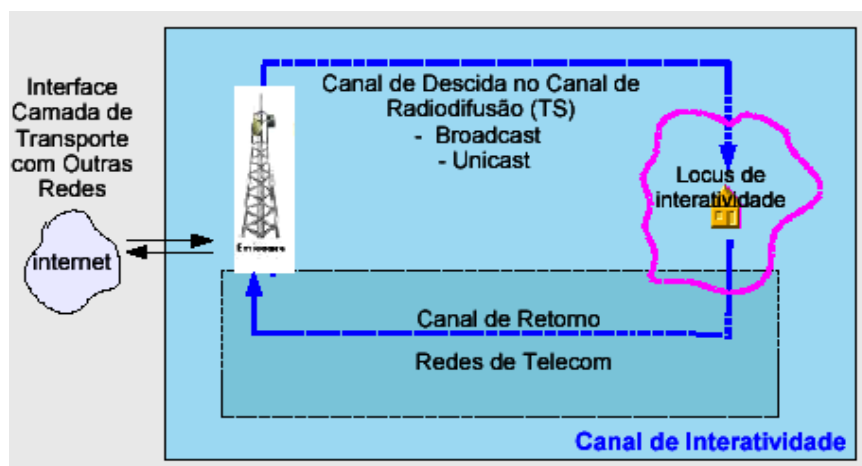 Interface
Camada de
Transporte
com Outras
Redes
internet
Canal de Descida no Canal de
Radiodifusão (TS)
- Broadcast
- Unicast
Locus de
interatividade
Canal de Retorno
Redes de Telecom
Canal de Interatividade